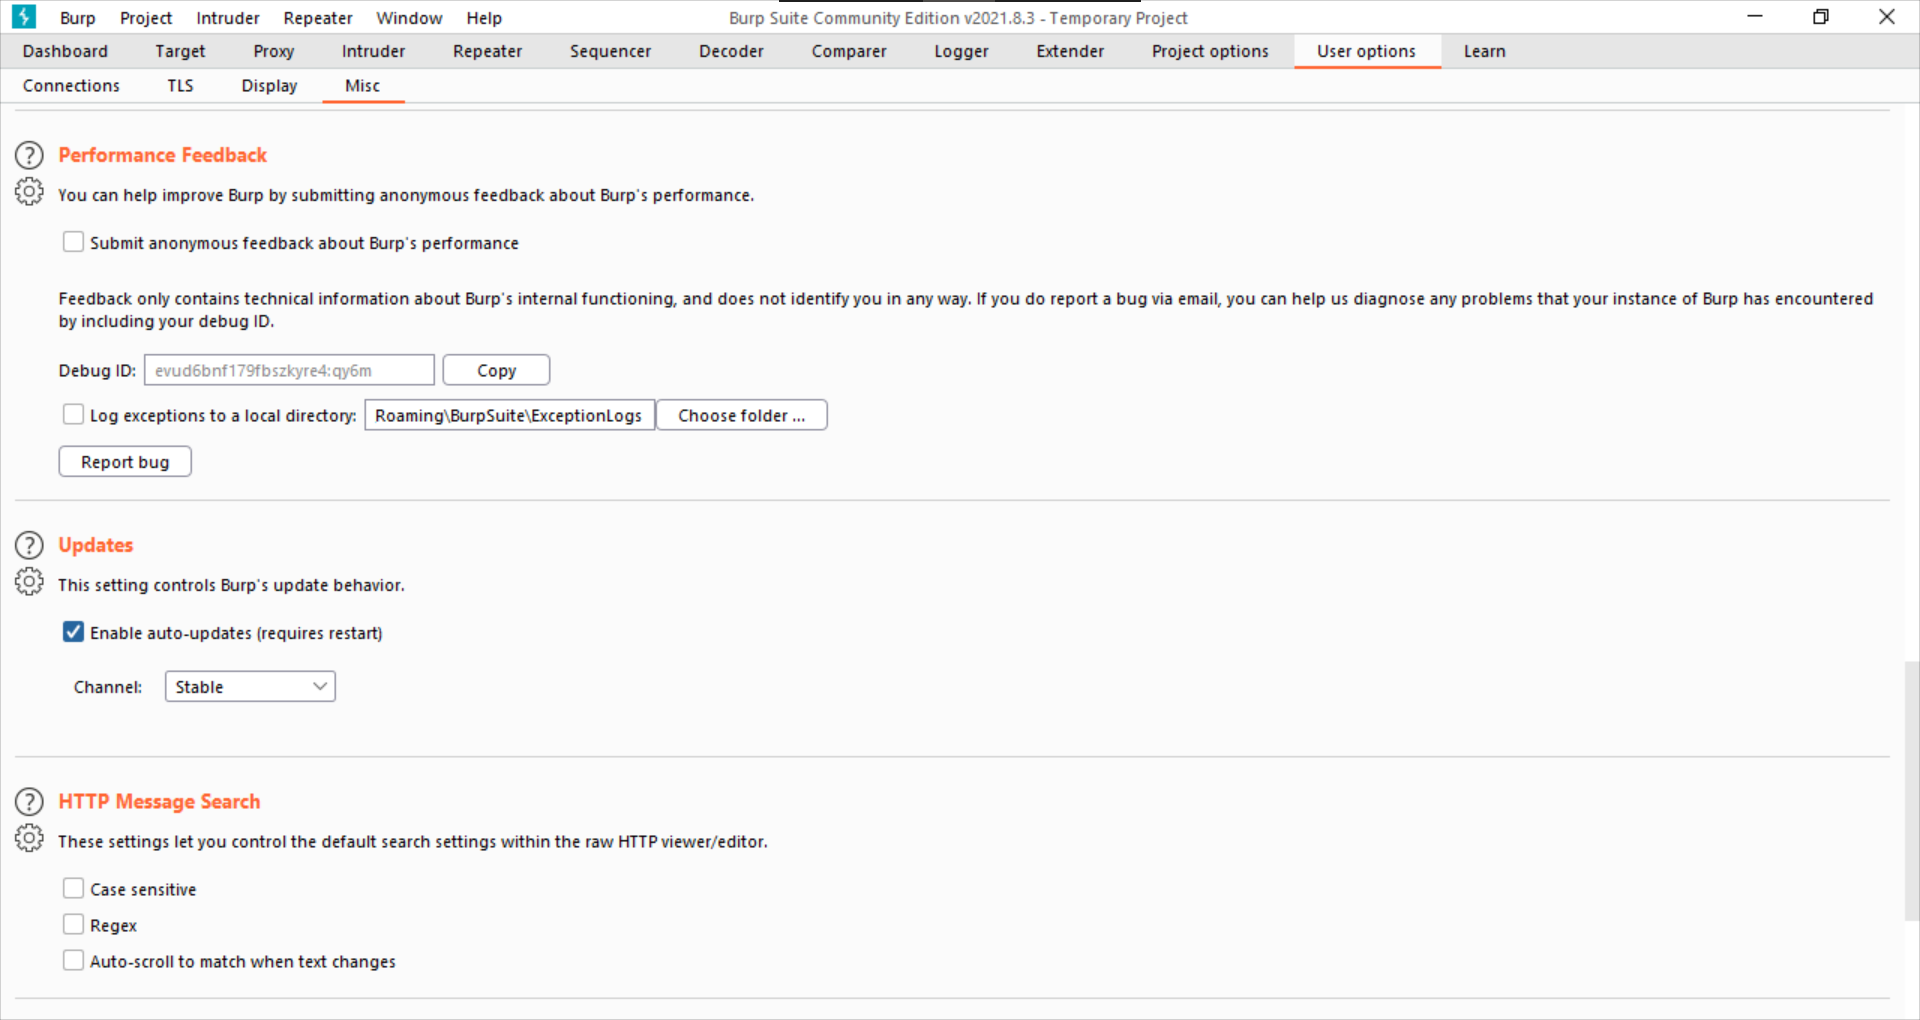 Burp Project Intruder Repeater Window Help Burp Suite Community Edition v2021.8.3 - Temporary Project
Dashboard Target Proxy Intruder Repeater Sequencer Decoder Comparer Logger Extender Project options User options Learn
Connections TLS Display Misc
? Performance Feedback
You can help improve Burp by submitting anonymous feedback about Burp's performance.
Submit anonymous feedback about Burp's performance
Feedback only contains technical information about Burp's internal functioning, and does not identify you in any way. If you do report a bug via email, you can help us diagnose any problems that your instance of Burp has encountered
by including your debug ID.
Debug ID: evud6bnf179fbszkyre4:qy6m Copy
Log exceptions to a local directory: Roaming\BurpSuite\ExceptionLogs Choose folder ...
Report bug
? Updates
This setting controls Burp's update behavior.
Enable auto-updates (requires restart)
Channel: Stable
? HTTP Message Search
These settings let you control the default search settings within the raw HTTP viewer/editor.
Case sensitive
Regex
Auto-scroll to match when text changes